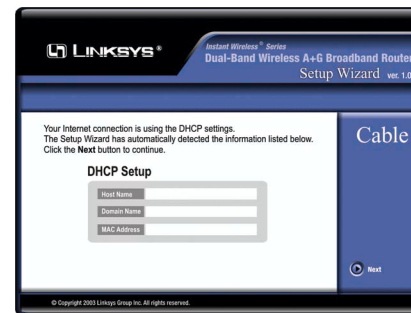 LINKSYS®
Instant Wireless® Series
Dual-Band Wireless A+G Broadband Router
Setup Wizard ver. 1.0
Your Internet connection is using the DHCP settings.
The Setup Wizard has automatically detected the information listed below.
Click the Next button to continue.
Cable
DHCP Setup
Host Name
Domain Name
MAC Address
Next
© Copyright 2003 Linksys Group Inc. All rights reserved.